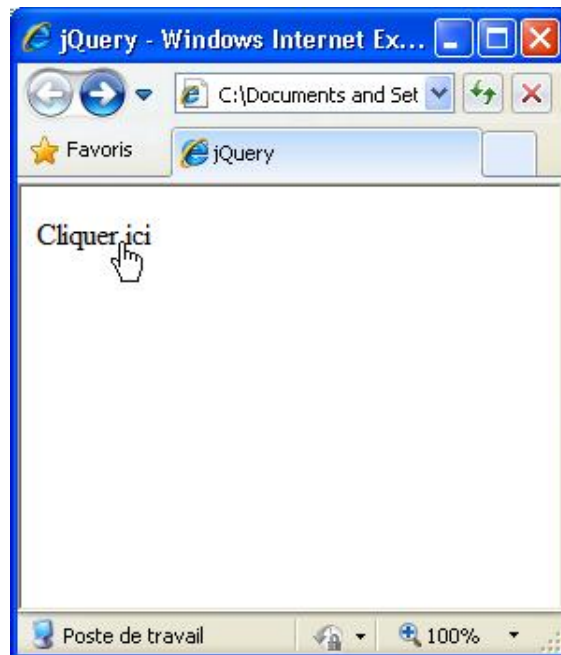 jQuery - Windows Internet Ex...
C:\Documents and Set
Favoris
jQuery
Cliquer ici
Poste de travail
100%